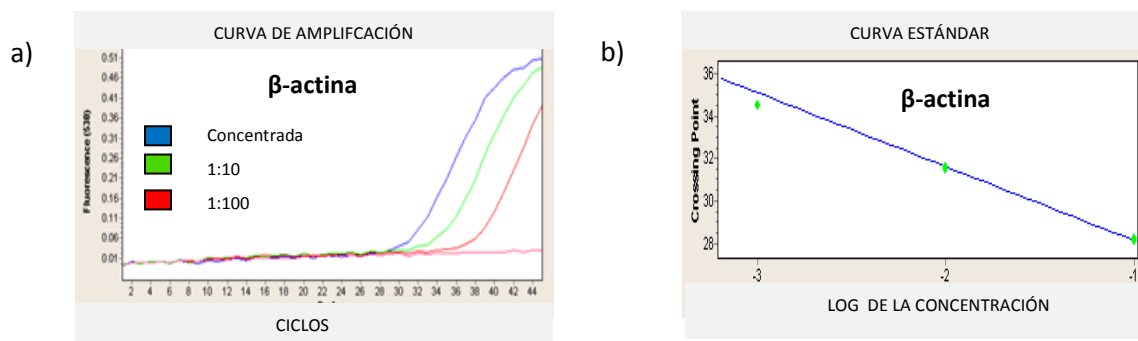 a)
CURVA DE AMPLIFCACIÓN
β-actina
Fluorescence (530)
0.51
0.46
0.41
0.36
0.31
0.26
0.21
0.16
0.11
0.06
0.01
Concentrada
1:10
1:100
2 4 6 8 10 12 14 16 18 20 22 24 26 28 30 32 34 36 38 40 42 44
CICLOS
b)
CURVA ESTÁNDAR
β-actina
Crossing Point
36
34
32
30
28
-3 -2 -1
LOG DE LA CONCENTRACIÓN